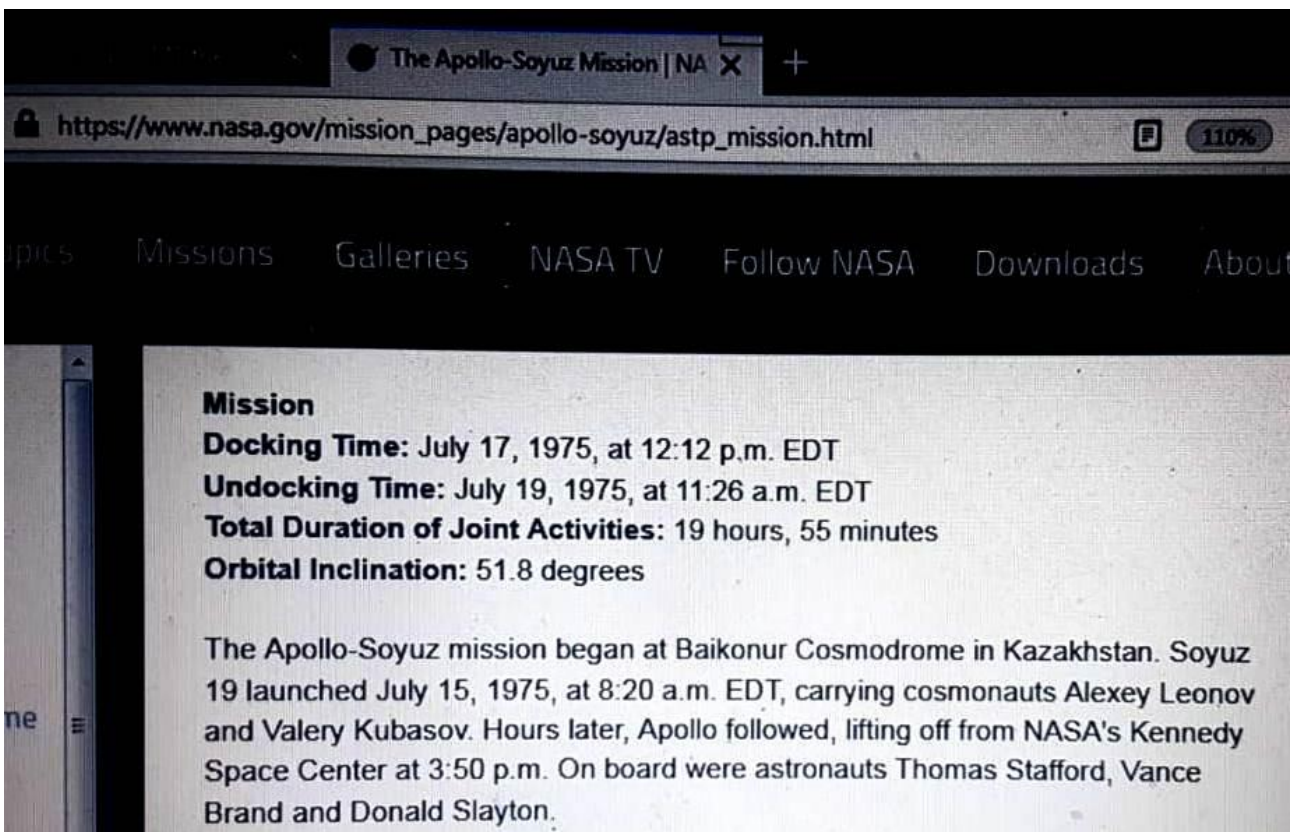 The Apollo-Soyuz Mission | NA
https://www.nasa.gov/mission_pages/apollo-soyuz/astp_mission.html 110%
opics Missions Galleries NASA TV Follow NASA Downloads About
Mission
Docking Time: July 17, 1975, at 12:12 p.m. EDT
Undocking Time: July 19, 1975, at 11:26 a.m. EDT
Total Duration of Joint Activities: 19 hours, 55 minutes
Orbital Inclination: 51.8 degrees
The Apollo-Soyuz mission began at Baikonur Cosmodrome in Kazakhstan. Soyuz
19 launched July 15, 1975, at 8:20 a.m. EDT, carrying cosmonauts Alexey Leonov
me
and Valery Kubasov. Hours later, Apollo followed, lifting off from NASA's Kennedy
Space Center at 3:50 p.m. On board were astronauts Thomas Stafford, Vance
Brand and Donald Slayton.